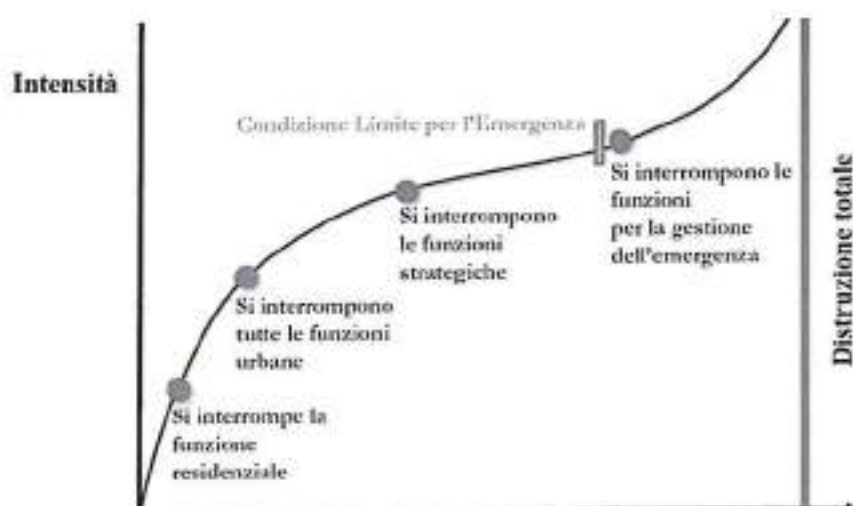 Intensità
Condizione Limite per l'Emergenza
Si interrompono le
funzioni
per la gestione
dell'emergenza
Si interrompono
le funzioni
strategiche
Si interrompono
tutte le funzioni
urbane
Si interrompe la
funzione
residenziale
Distruzione totale